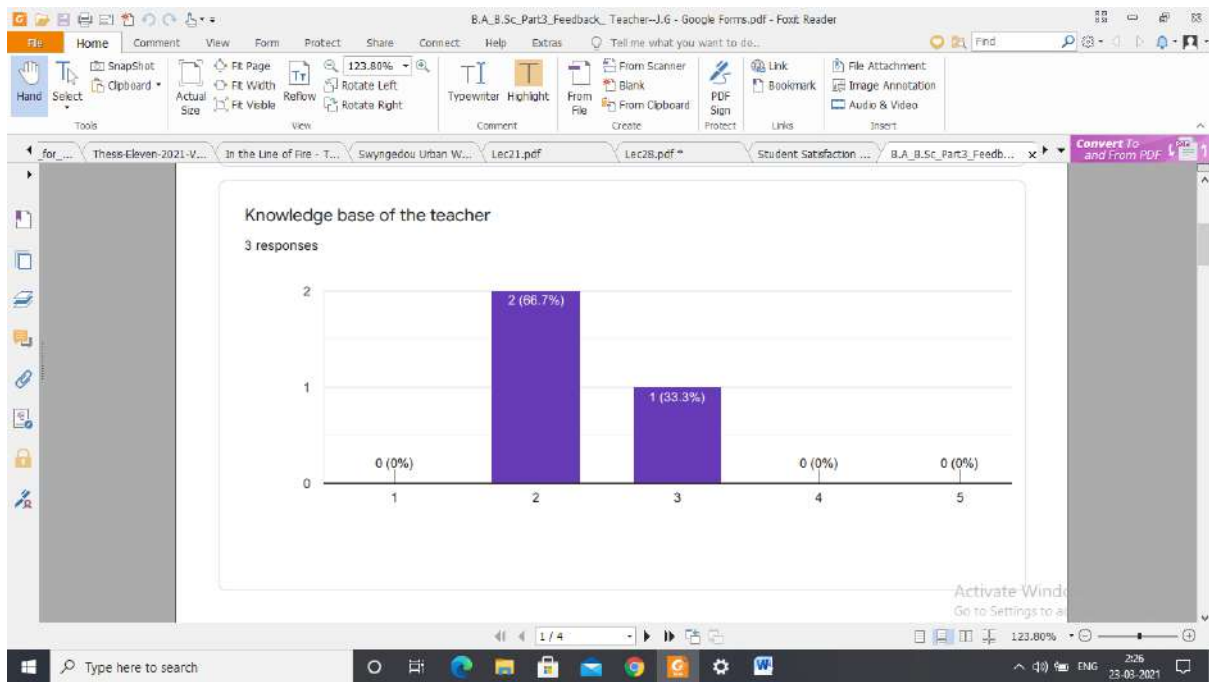 B.A_B.Sc_Part3_Feedback_ Teacher--J.G - Google Forms.pdf - Foxit Reader
File Home Comment View Form Protect Share Connect Help Extras Tell me what you want to do... Find
Hand
Select
SnapShot
Clipboard
Tools
Actual Size
Fit Page
Fit Width
Fit Visible
Reflow
123.80%
Rotate Left
Rotate Right
View
Typewriter Highlight
Comment
From File
From Scanner
Blank
From Clipboard
Create
PDF Sign
Protect
Link
Bookmark
Links
File Attachment
Image Annotation
Audio & Video
Insert
_for_... Thesis-Eleven-2021-V... In the Line of Fire - T... Swyngedou Urban W... Lec21.pdf Lec28.pdf * Student Satisfaction ... B.A_B.Sc_Part3_Feedb... x
Convert To
and From PDF
Knowledge base of the teacher
3 responses
2
1
0
0 (0%)
2 (66.7%)
1 (33.3%)
0 (0%)
0 (0%)
1 2 3 4 5
Activate Windo
Go to Settings to a
1 / 4
123.80%
Type here to search
ENG
2:26
23-03-2021